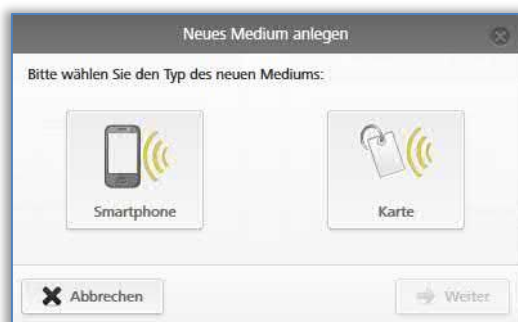 Neues Medium anlegen
Bitte wählen Sie den Typ des neuen Mediums:
Smartphone
Karte
Abbrechen
Weiter